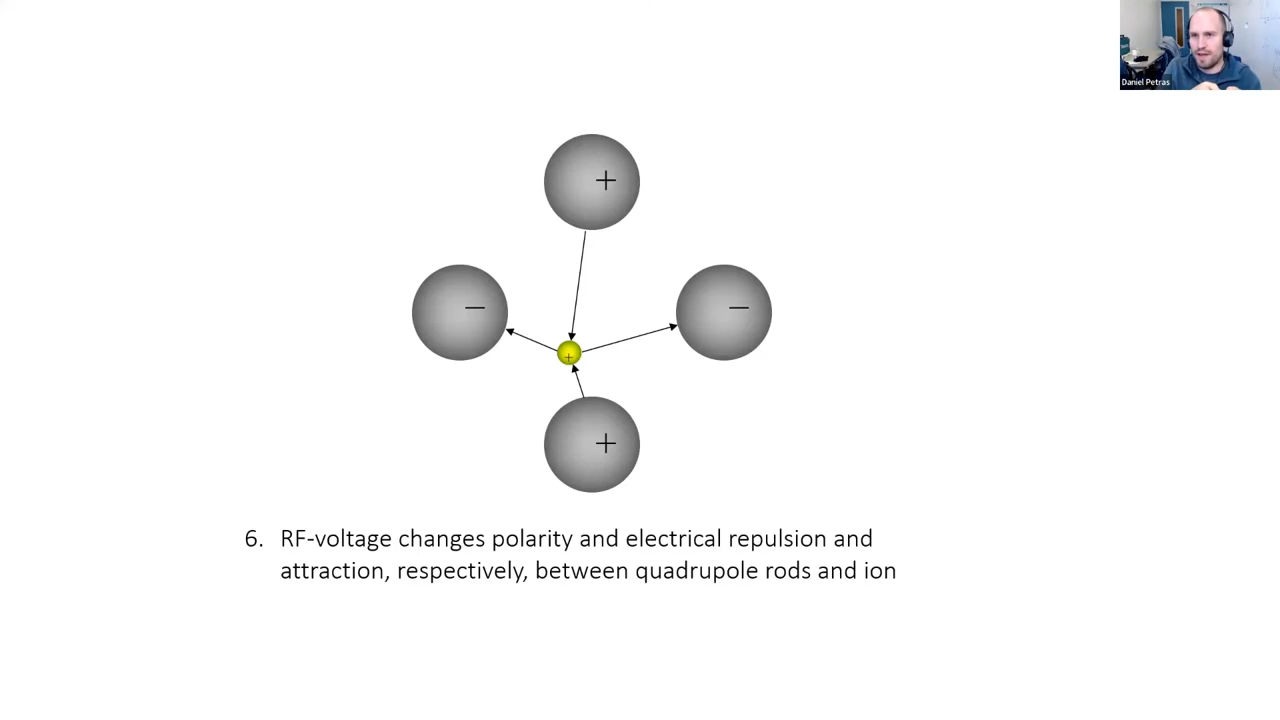 Daniel Petras
+
− −
+
+
6. RF-voltage changes polarity and electrical repulsion and
attraction, respectively, between quadrupole rods and ion